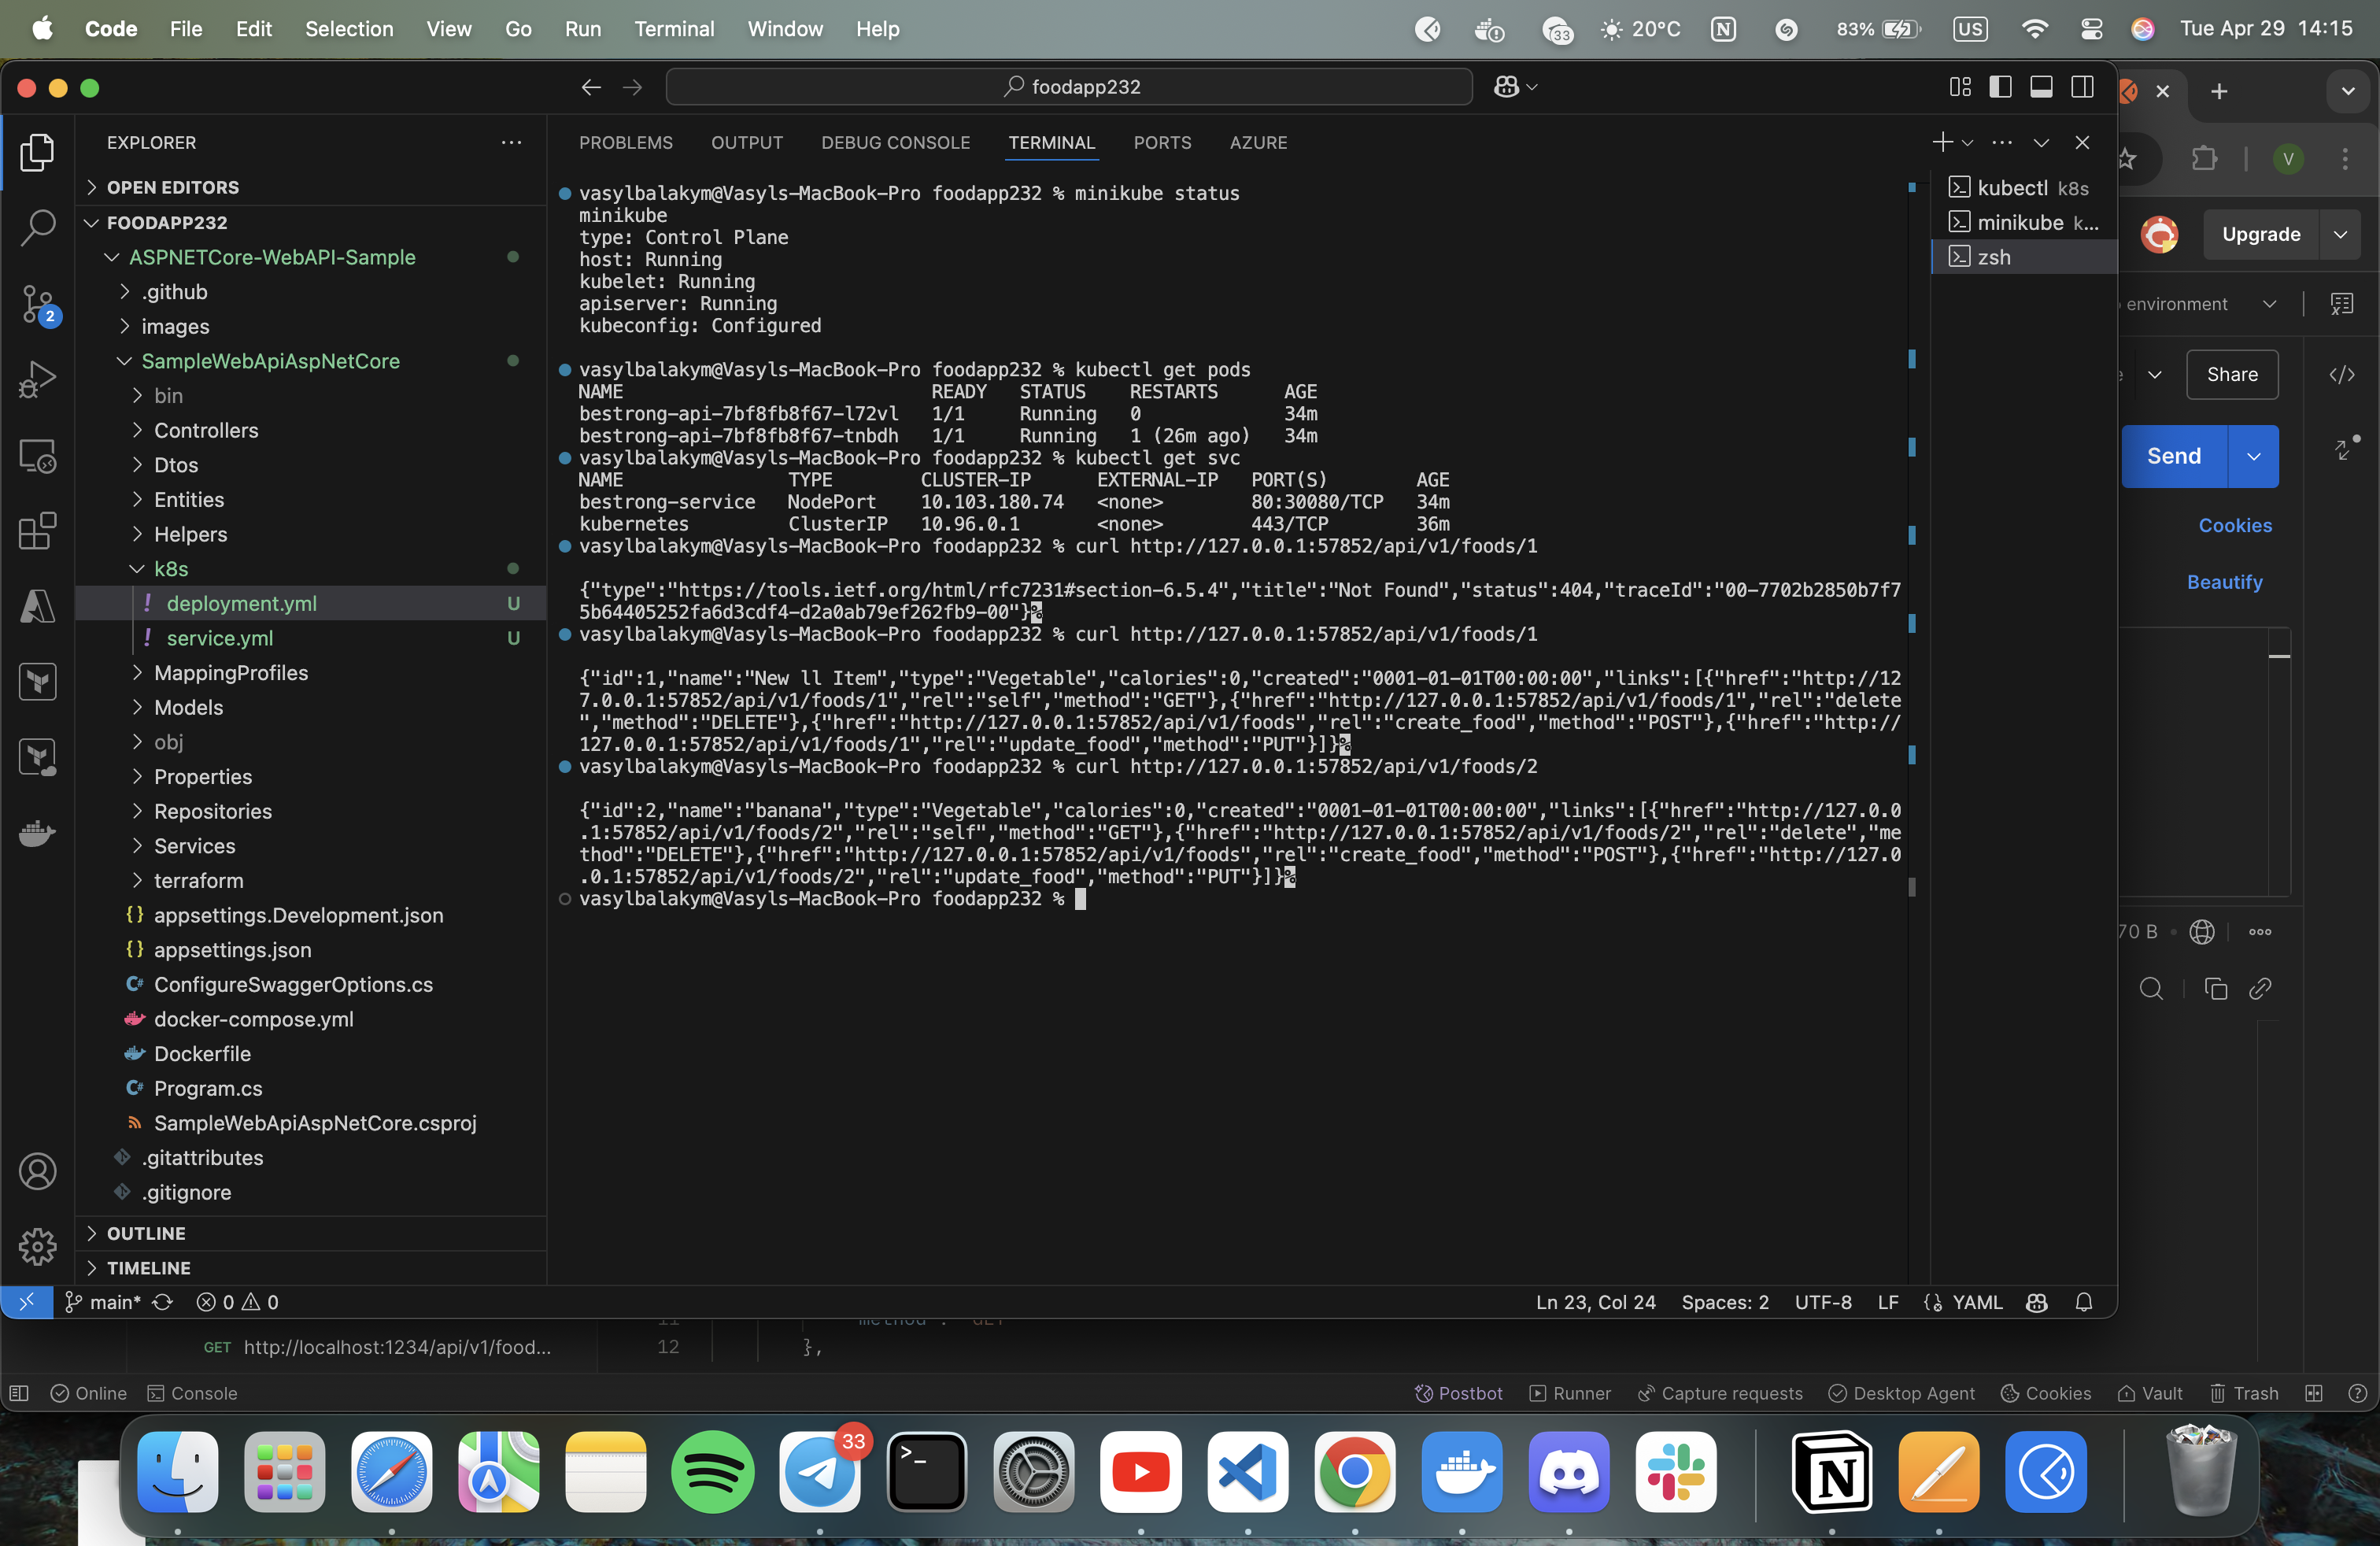 Code File Edit Selection View Go Run Terminal Window Help
33 20°C 83% US Tue Apr 29 14:15
foodapp232
EXPLORER
OPEN EDITORS
FOODAPP232
ASPNETCore-WebAPI-Sample
.github
images
SampleWebApiAspNetCore
bin
Controllers
Dtos
Entities
Helpers
k8s
! deployment.yml U
! service.yml U
MappingProfiles
Models
obj
Properties
Repositories
Services
terraform
{} appsettings.Development.json
{} appsettings.json
C# ConfigureSwaggerOptions.cs
docker-compose.yml
Dockerfile
C# Program.cs
SampleWebApiAspNetCore.csproj
.gitattributes
.gitignore
OUTLINE
TIMELINE
2
PROBLEMS OUTPUT DEBUG CONSOLE TERMINAL PORTS AZURE
vasylbalakym@Vasyls-MacBook-Pro foodapp232 % minikube status
minikube
type: Control Plane
host: Running
kubelet: Running
apiserver: Running
kubeconfig: Configured
vasylbalakym@Vasyls-MacBook-Pro foodapp232 % kubectl get pods
NAME READY STATUS RESTARTS AGE
bestrong-api-7bf8fb8f67-l72vl 1/1 Running 0 34m
bestrong-api-7bf8fb8f67-tnbdh 1/1 Running 1 (26m ago) 34m
vasylbalakym@Vasyls-MacBook-Pro foodapp232 % kubectl get svc
NAME TYPE CLUSTER-IP EXTERNAL-IP PORT(S) AGE
bestrong-service NodePort 10.103.180.74 <none> 80:30080/TCP 34m
kubernetes ClusterIP 10.96.0.1 <none> 443/TCP 36m
vasylbalakym@Vasyls-MacBook-Pro foodapp232 % curl http://127.0.0.1:57852/api/v1/foods/1
{"type":"https://tools.ietf.org/html/rfc7231#section-6.5.4","title":"Not Found","status":404,"traceId":"00-7702b2850b7f7
5b64405252fa6d3cdf4-d2a0ab79ef262fb9-00"}%
vasylbalakym@Vasyls-MacBook-Pro foodapp232 % curl http://127.0.0.1:57852/api/v1/foods/1
{"id":1,"name":"New ll Item","type":"Vegetable","calories":0,"created":"0001-01-01T00:00:00","links":[{"href":"http://12
7.0.0.1:57852/api/v1/foods/1","rel":"self","method":"GET"},{"href":"http://127.0.0.1:57852/api/v1/foods/1","rel":"delete
","method":"DELETE"},{"href":"http://127.0.0.1:57852/api/v1/foods","rel":"create_food","method":"POST"},{"href":"http://
127.0.0.1:57852/api/v1/foods/1","rel":"update_food","method":"PUT"}]}%
vasylbalakym@Vasyls-MacBook-Pro foodapp232 % curl http://127.0.0.1:57852/api/v1/foods/2
{"id":2,"name":"banana","type":"Vegetable","calories":0,"created":"0001-01-01T00:00:00","links":[{"href":"http://127.0.0
.1:57852/api/v1/foods/2","rel":"self","method":"GET"},{"href":"http://127.0.0.1:57852/api/v1/foods/2","rel":"delete","me
thod":"DELETE"},{"href":"http://127.0.0.1:57852/api/v1/foods","rel":"create_food","method":"POST"},{"href":"http://127.0
.0.1:57852/api/v1/foods/2","rel":"update_food","method":"PUT"}]}%
vasylbalakym@Vasyls-MacBook-Pro foodapp232 %
kubectl k8s
minikube k...
zsh
V
Upgrade
environment
Share
Send
Cookies
Beautify
70 B
main* 0 0 Ln 23, Col 24 Spaces: 2 UTF-8 LF YAML
GET http://localhost:1234/api/v1/food...
12 },
Online Console Postbot Runner Capture requests Desktop Agent Cookies Vault Trash
33